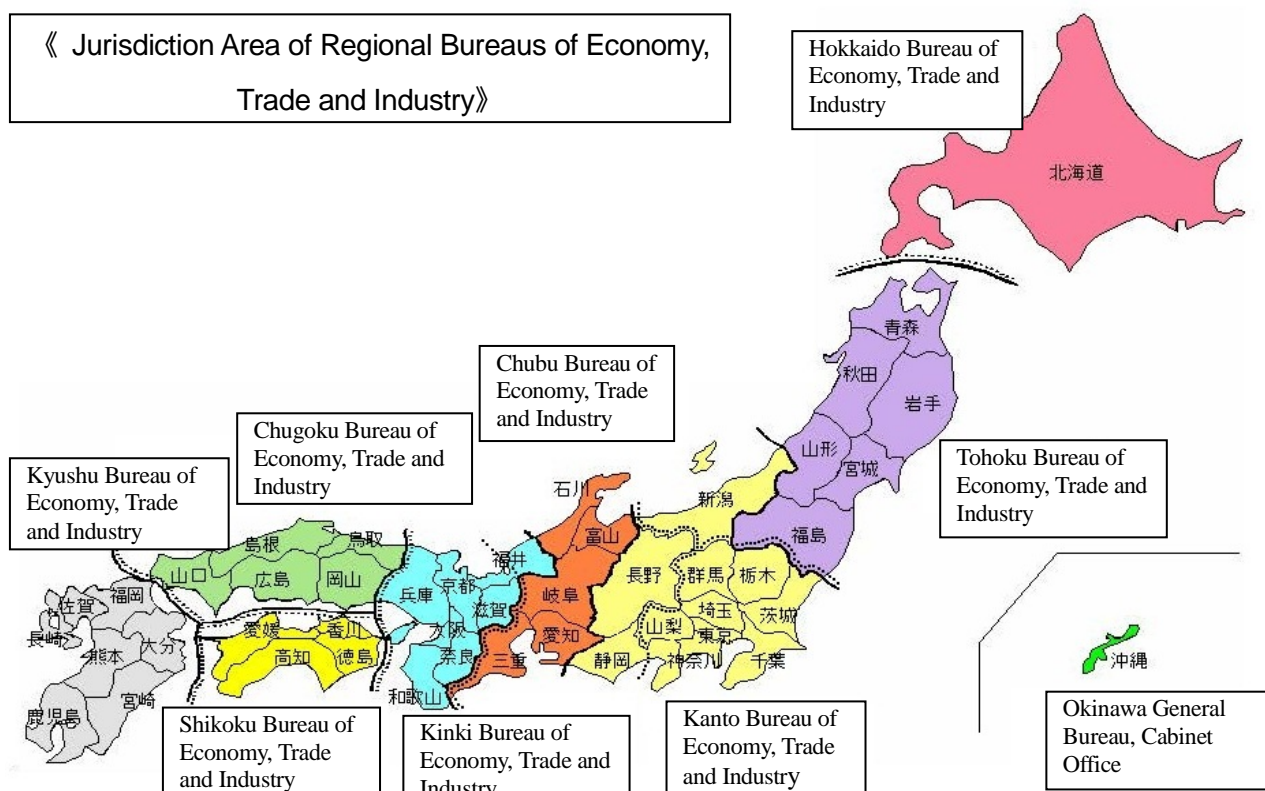 《 Jurisdiction Area of Regional Bureaus of Economy,
Trade and Industry》
Hokkaido Bureau of
Economy, Trade and
Industry
北海道
青森
秋田
岩手
山形
宮城
福島
Tohoku Bureau of
Economy, Trade and
Industry
Chubu Bureau of
Economy, Trade
and Industry
Chugoku Bureau of
Economy, Trade and
Industry
Kyushu Bureau of
Economy, Trade
and Industry
石川
富山
岐阜
愛知
三重
新潟
長野
群馬
栃木
茨城
埼玉
山梨
東京
千葉
神奈川
静岡
福井
京都
兵庫
滋賀
大阪
奈良
和歌山
鳥取
島根
岡山
広島
山口
香川
愛媛
徳島
高知
福岡
佐賀
長崎
大分
熊本
宮崎
鹿児島
沖縄
Shikoku Bureau of
Economy, Trade
and Industry
Kinki Bureau of
Economy, Trade and
Industry
Kanto Bureau of
Economy, Trade
and Industry
Okinawa General
Bureau, Cabinet
Office